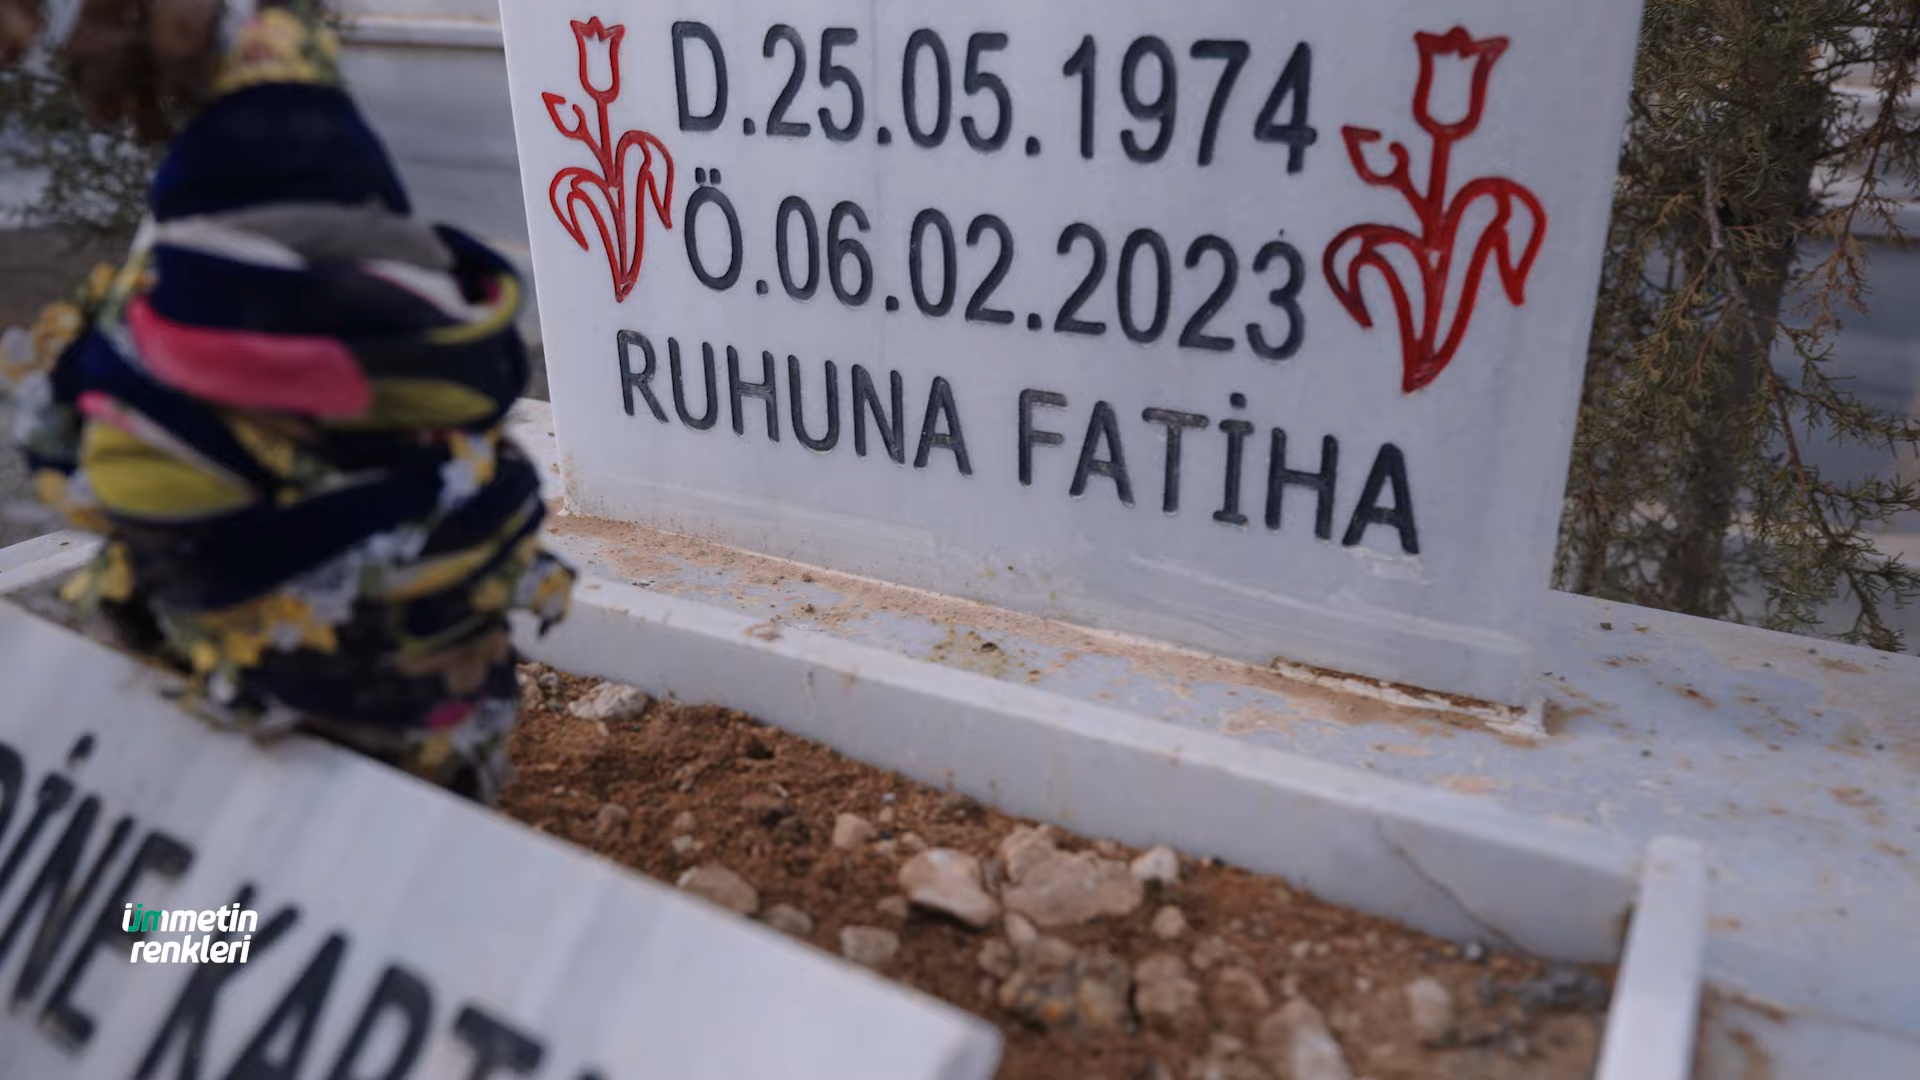 D.25.05.1974
Ö.06.02.2023
RUHUNA FATİHA
ümmetin
renkleri